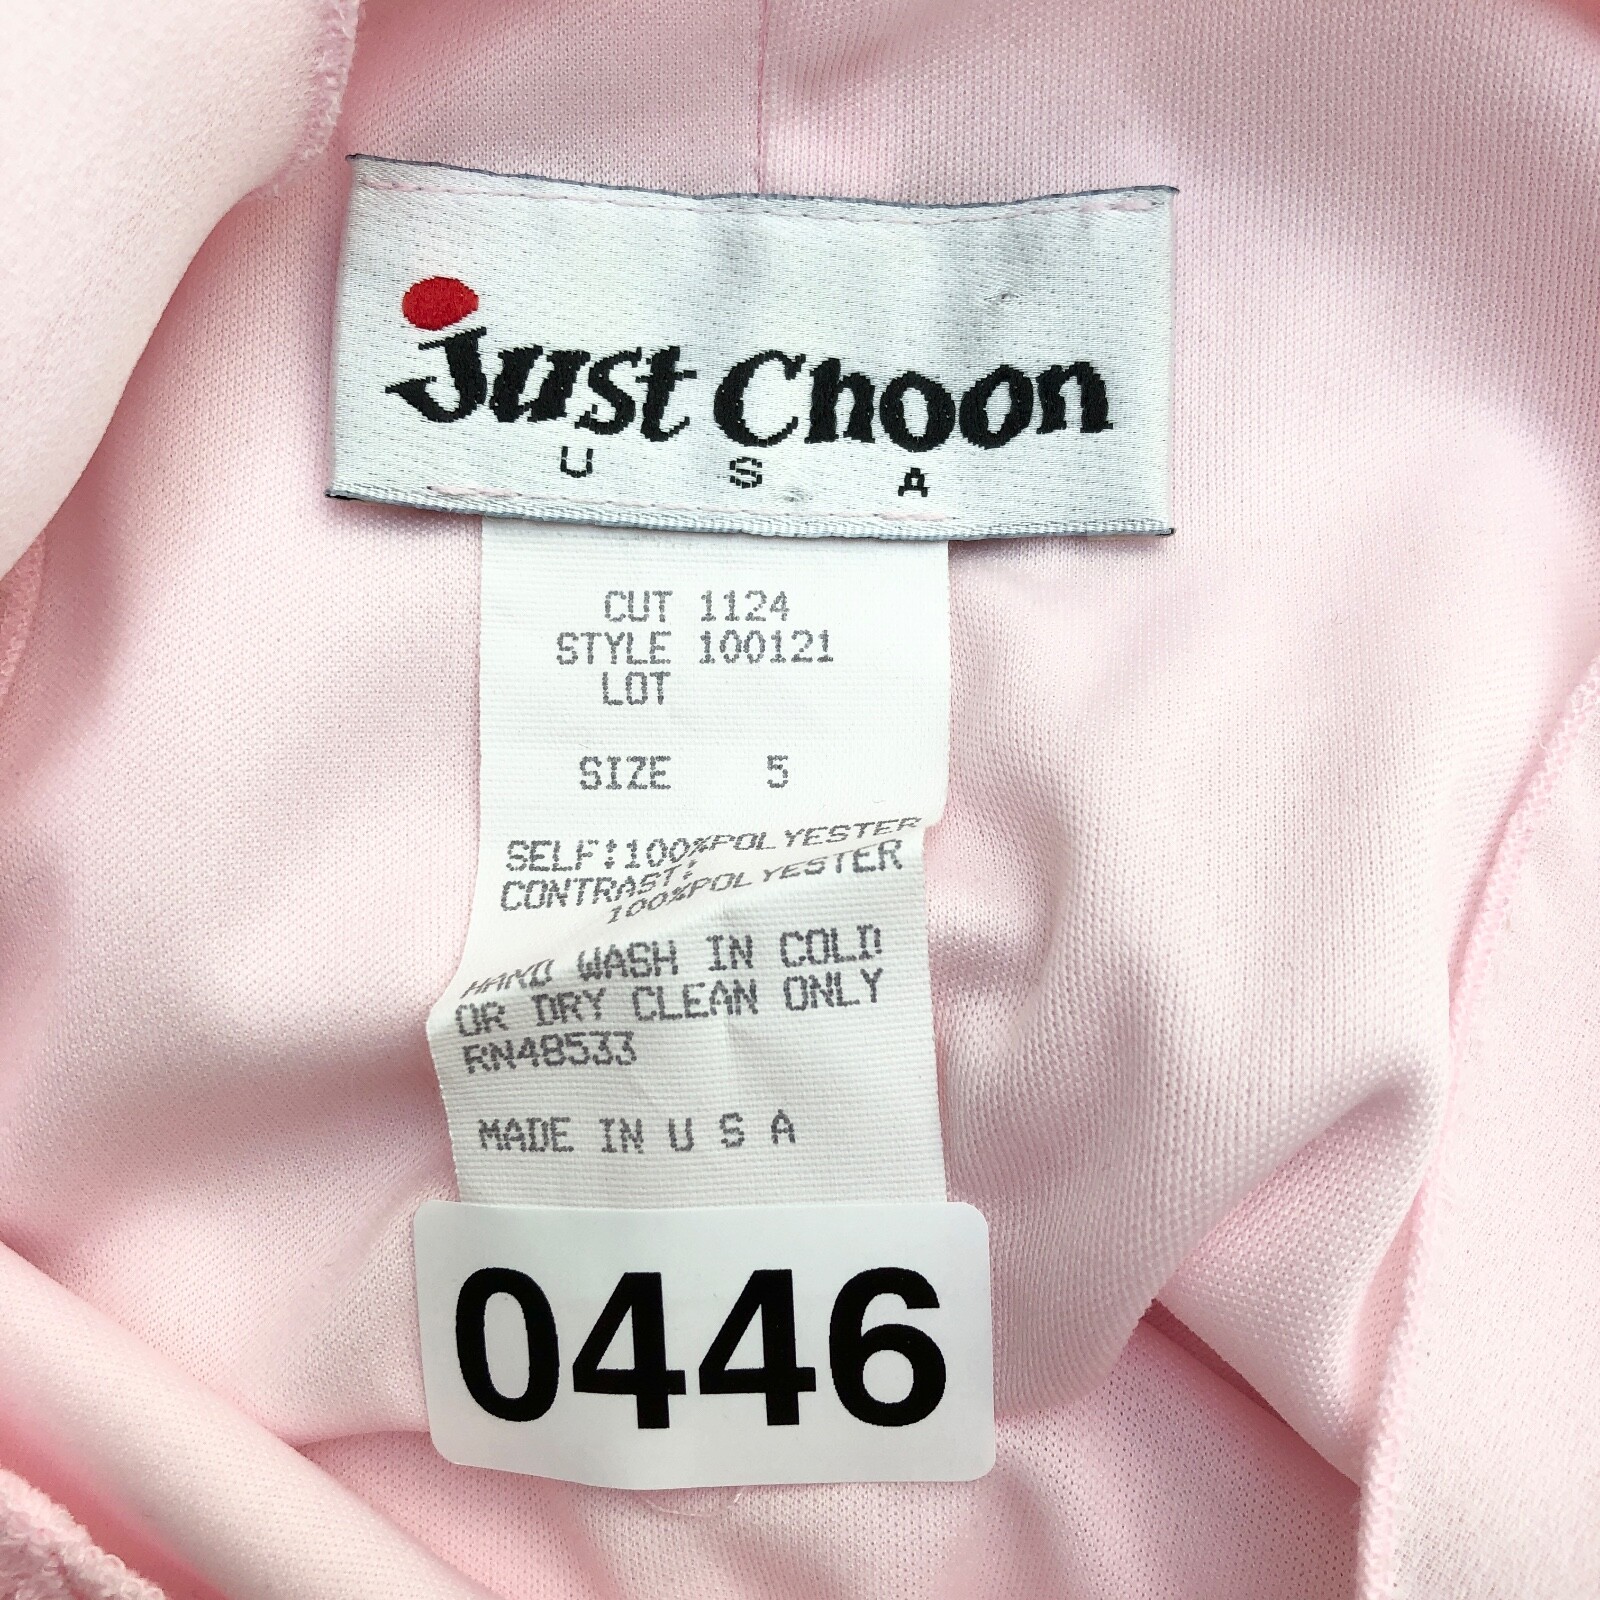 Just Choon
U S A
CUT 1124
STYLE 100121
LOT
SIZE 5
SELF:100%POLYESTER
CONTRAST:
100%POLYESTER
HAND WASH IN COLD
OR DRY CLEAN ONLY
RN48533
MADE IN U S A
0446